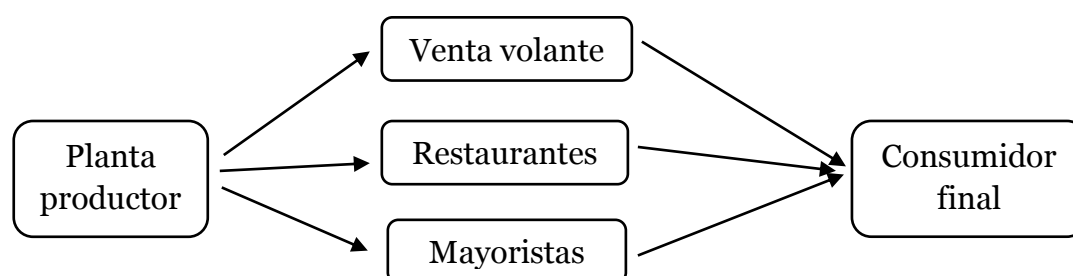 Venta volante
Planta
productor
Restaurantes
Consumidor
final
Mayoristas